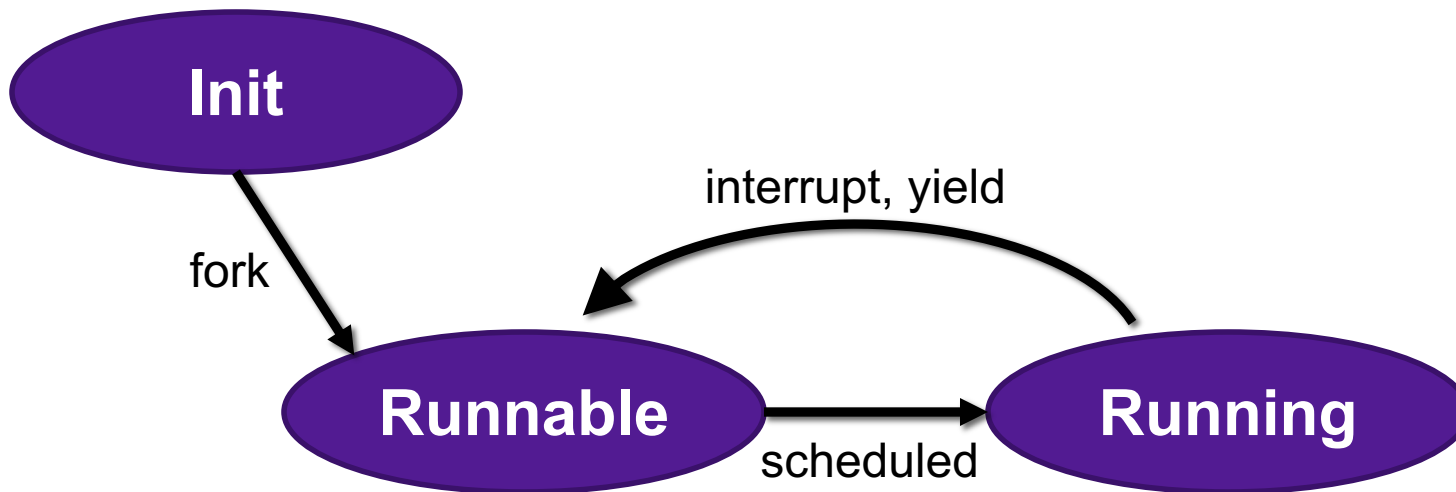 Init
interrupt, yield
fork
Runnable
Running
scheduled